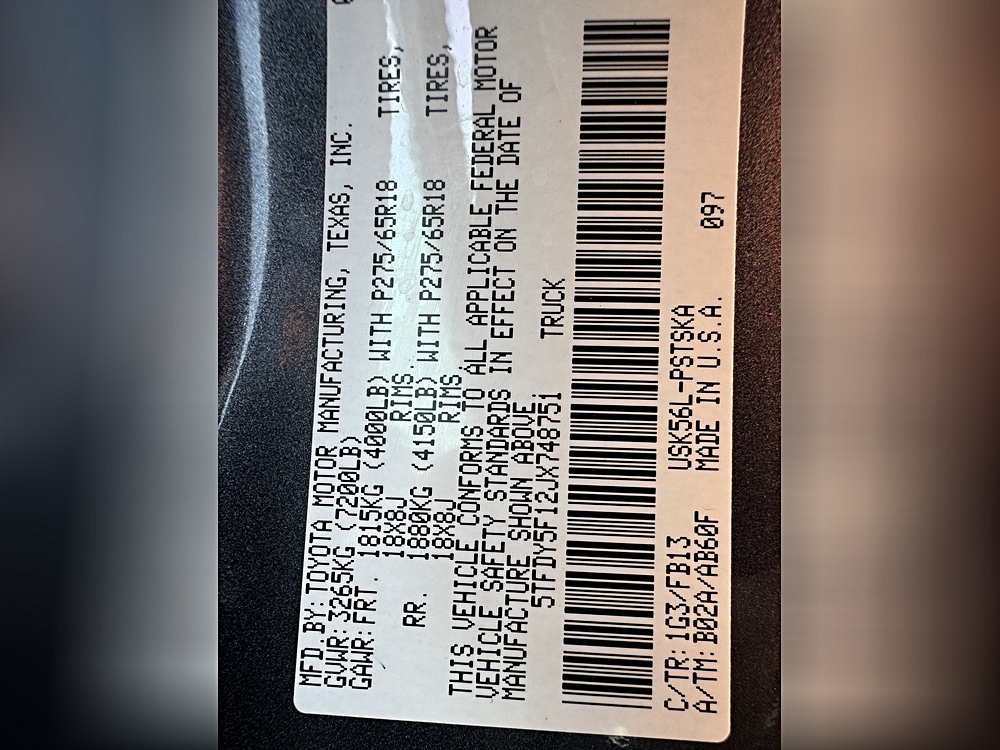 MFD.BY:TOYOTA MOTOR MANUFACTURING, TEXAS, INC.
GVWR:3265KG (7200LB)
GAWR:FRT. 1815KG (4000LB) WITH P275/65R18 TIRES,
18X8J RIMS.
RR. 1880KG (4150LB) WITH P275/65R18 TIRES,
18X8J RIMS.
THIS VEHICLE CONFORMS TO ALL APPLICABLE FEDERAL MOTOR
VEHICLE SAFETY STANDARDS IN EFFECT ON THE DATE OF
MANUFACTURE SHOWN ABOVE.
5TFDY5F12JX748751 TRUCK
C/TR:1G3/FB13 USK56L-PSTSKA
A/TM:B02A/AB60F MADE IN U.S.A. 097